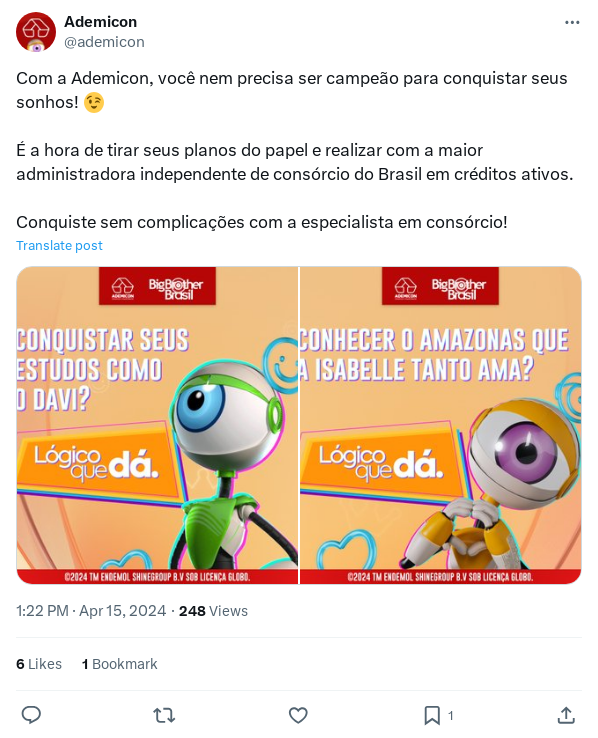 Ademicon
@ademicon
Com a Ademicon, você nem precisa ser campeão para conquistar seus
sonhos! 😉
É a hora de tirar seus planos do papel e realizar com a maior
administradora independente de consórcio do Brasil em créditos ativos.
Conquiste sem complicações com a especialista em consórcio!
Translate post
ADEMICON
BigBrother
Brasil
CONQUISTAR SEUS
ESTUDOS COMO
O DAVI?
Lógico
que dá.
©2024 TM ENDEMOL SHINEGROUP B.V SOB LICENÇA GLOBO.
ADEMICON
BigBrother
Brasil
CONHECER O AMAZONAS QUE
A ISABELLE TANTO AMA?
Lógico
que dá.
©2024 TM ENDEMOL SHINEGROUP B.V SOB LICENÇA GLOBO.
1:22 PM · Apr 15, 2024 · 248 Views
6 Likes 1 Bookmark
1